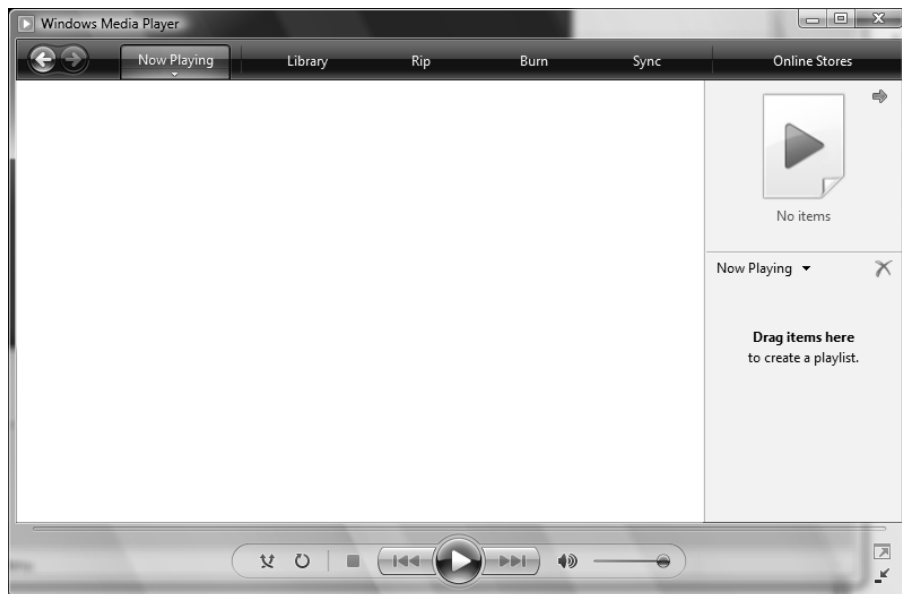 Windows Media Player
Now Playing
Library
Rip
Burn
Sync
Online Stores
No items
Now Playing
Drag items here
to create a playlist.